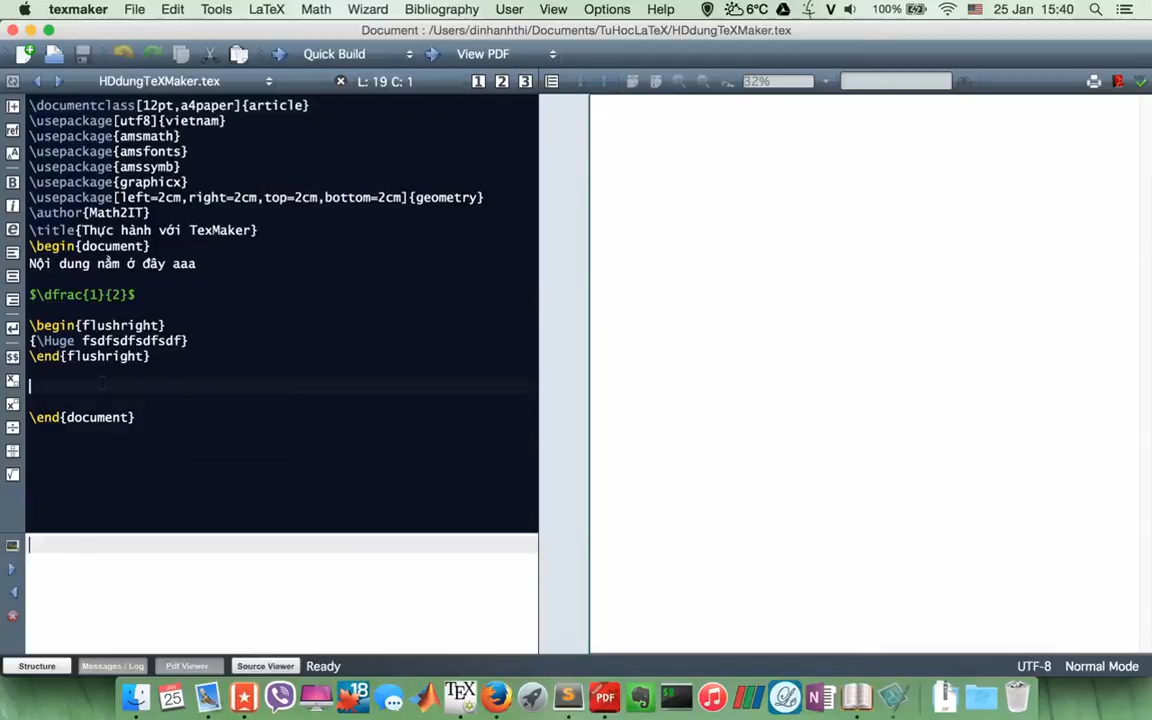 texmaker File Edit Tools LaTeX Math Wizard Bibliography User View Options Help 6°C V 100% 25 Jan 15:40
Document : /Users/dinhanhthi/Documents/TuHocLaTeX/HDdungTeXMaker.tex
Quick Build View PDF
HDdungTeXMaker.tex L: 19 C: 1 1 2 3 32%
\documentclass[12pt,a4paper]{article}
\usepackage[utf8]{vietnam}
\usepackage{amsmath}
\usepackage{amsfonts}
\usepackage{amssymb}
\usepackage{graphicx}
\usepackage[left=2cm,right=2cm,top=2cm,bottom=2cm]{geometry}
\author{Math2IT}
\title{Thực hành với TexMaker}
\begin{document}
Nội dung nằm ở đây aaa
$\dfrac{1}{2}$
\begin{flushright}
{\Huge fsdfsdfsdfsdf}
\end{flushright}
\end{document}
Structure Messages / Log Pdf Viewer Source Viewer Ready UTF-8 Normal Mode